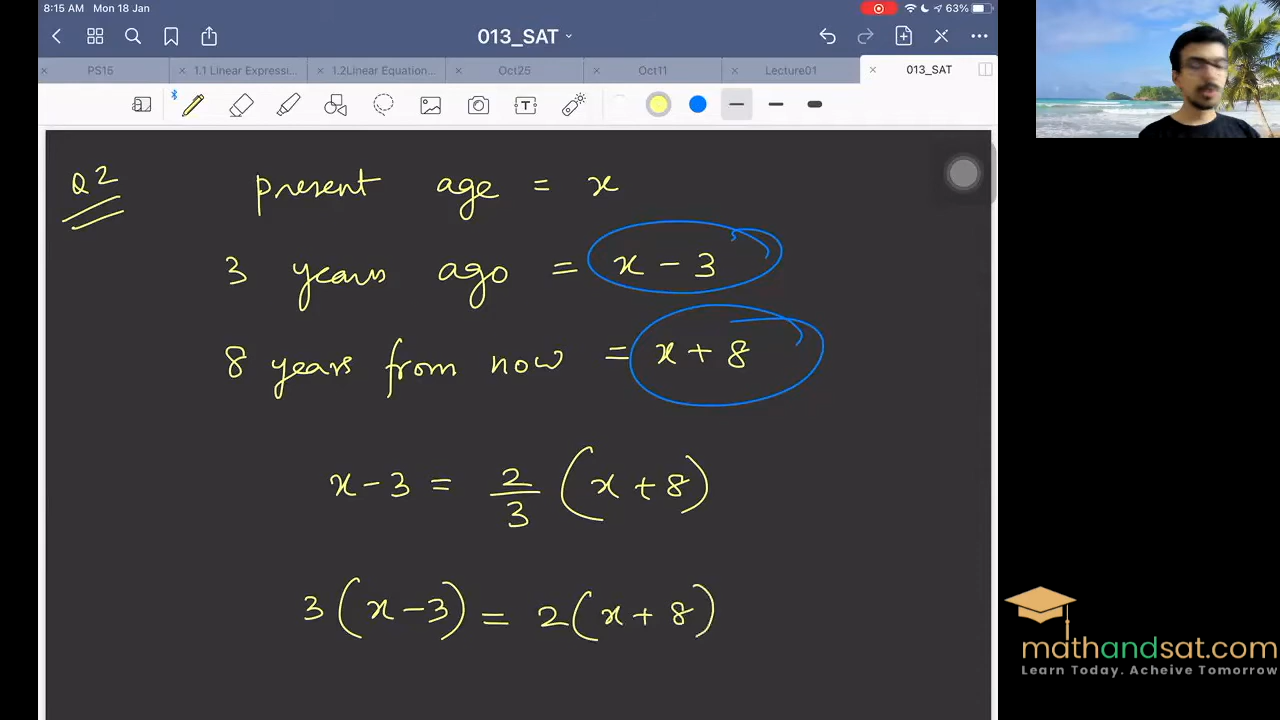 8:15 AM Mon 18 Jan
63%
013_SAT
PS16
1.1 Linear Expressi...
1.2Linear Equation...
Oct25
Oct11
Lecture01
013_SAT
Q2
present age = x
3 years ago = x - 3
8 years from now = x + 8
x - 3 = 2/3 (x + 8)
3(x - 3) = 2(x + 8)
mathandsat.com
Learn Today. Acheive Tomorrow